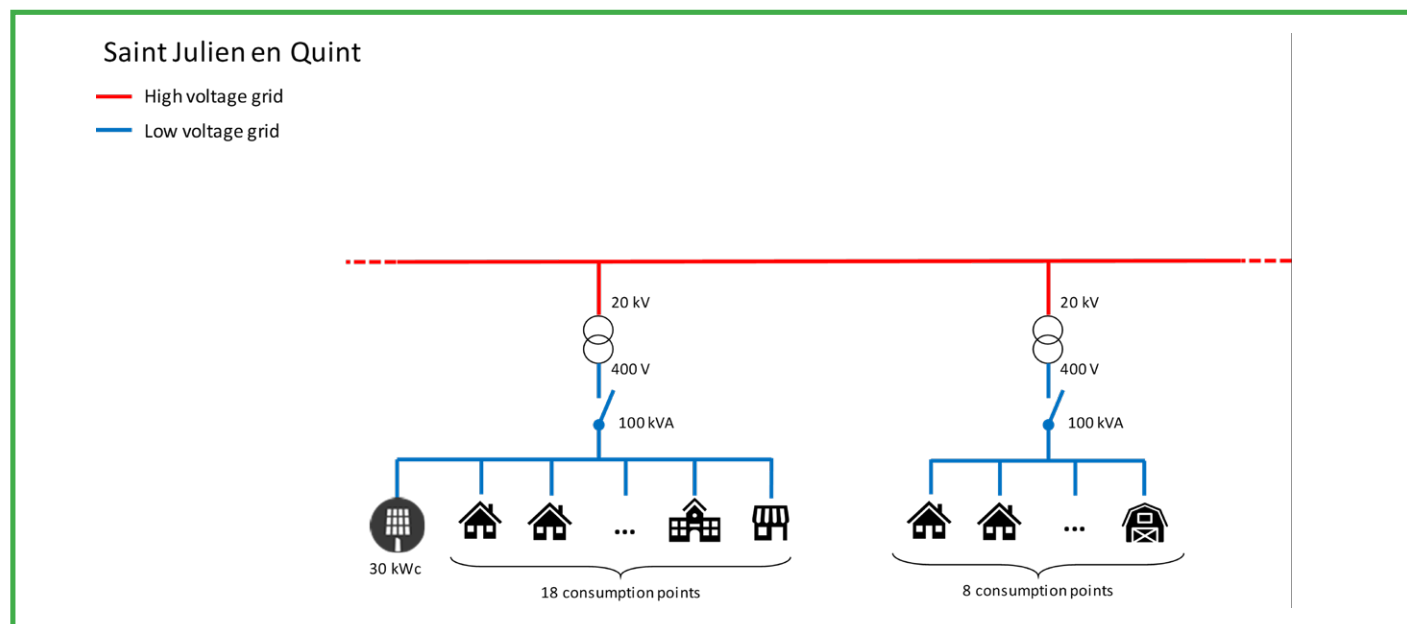 Saint Julien en Quint
High voltage grid
Low voltage grid
20 kV
20 kV
400 V
400 V
100 kVA
100 kVA
...
...
30 kWc
18 consumption points
8 consumption points